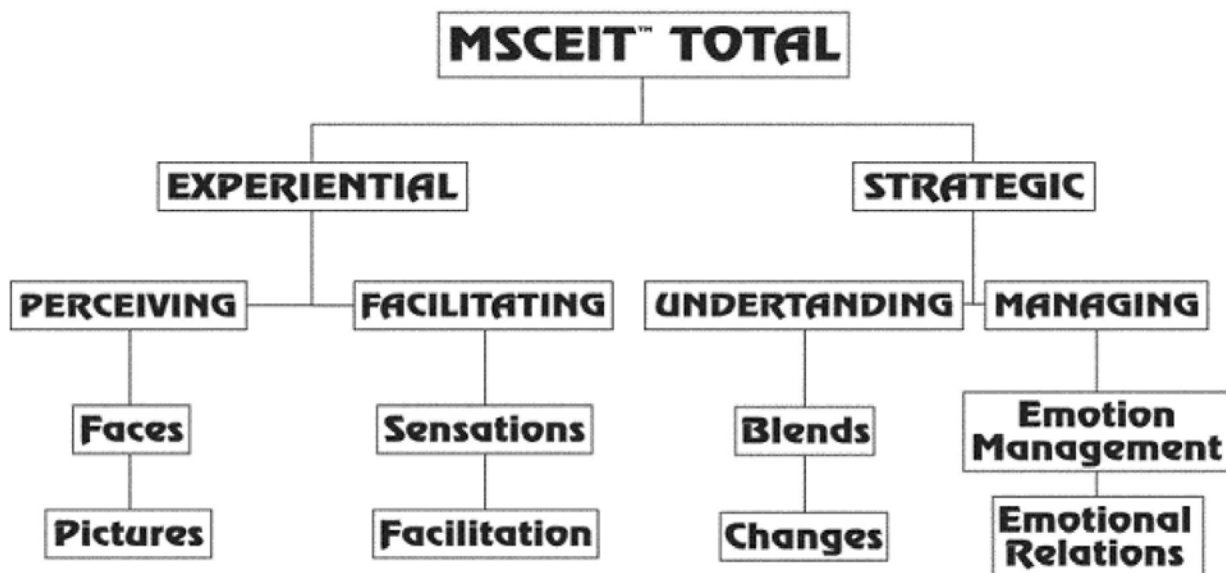 MSCEIT™ TOTAL
EXPERIENTIAL
STRATEGIC
PERCEIVING
FACILITATING
UNDERTANDING
MANAGING
Faces
Sensations
Blends
Emotion
Management
Pictures
Facilitation
Changes
Emotional
Relations